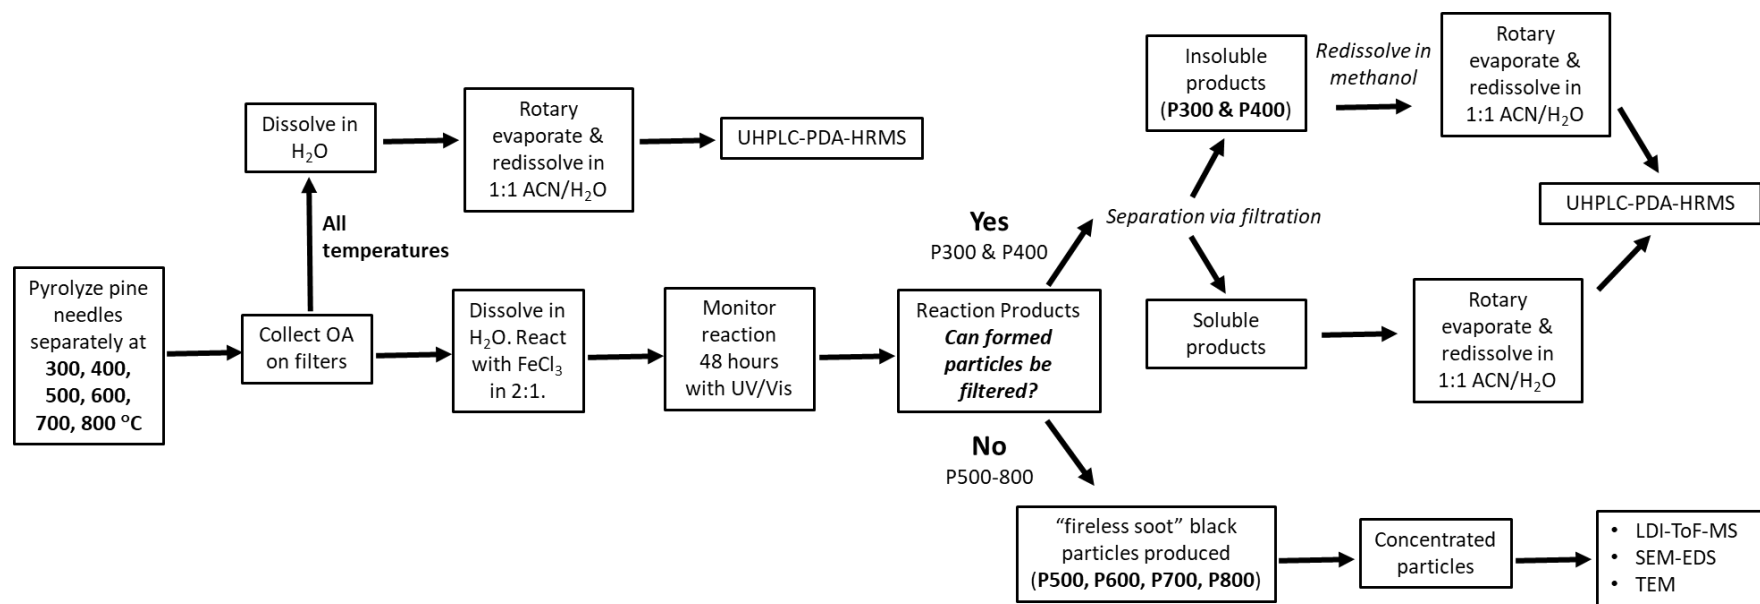 Pyrolyze pine
needles
separately at
300, 400,
500, 600,
700, 800 °C
Collect OA
on filters
All
temperatures
Dissolve in
H₂O
Rotary
evaporate &
redissolve in
1:1 ACN/H₂O
UHPLC-PDA-HRMS
Dissolve in
H₂O. React
with FeCl₃
in 2:1.
Monitor
reaction
48 hours
with UV/Vis
Reaction Products
Can formed
particles be
filtered?
Yes
P300 & P400
Separation via filtration
Insoluble
products
(P300 & P400)
Redissolve in
methanol
Rotary
evaporate &
redissolve in
1:1 ACN/H₂O
Soluble
products
Rotary
evaporate &
redissolve in
1:1 ACN/H₂O
UHPLC-PDA-HRMS
No
P500-800
“fireless soot” black
particles produced
(P500, P600, P700, P800)
Concentrated
particles
• LDI-ToF-MS
• SEM-EDS
• TEM